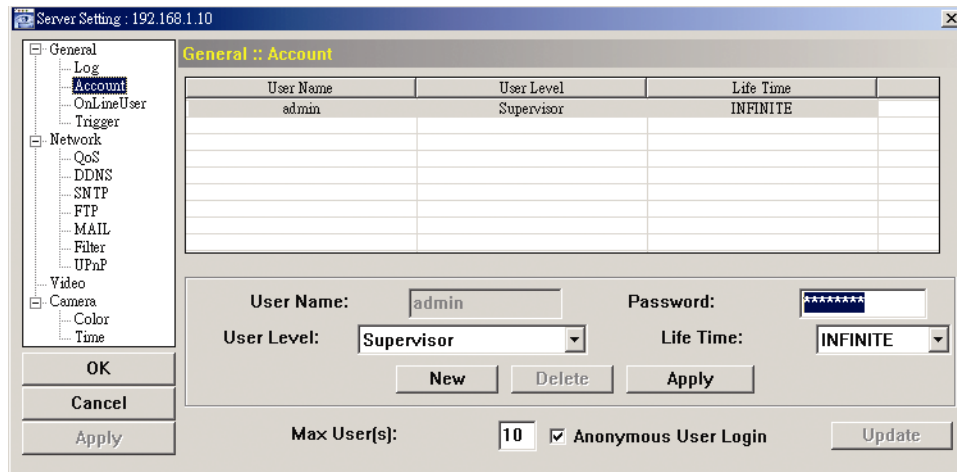 Server Setting : 192.168.1.10
General
Log
Account
OnLineUser
Trigger
Network
QoS
DDNS
SNTP
FTP
MAIL
Filter
UPnP
Video
Camera
Color
Time
OK
Cancel
Apply
General :: Account
User Name User Level Life Time
admin Supervisor INFINITE
User Name: admin Password: ********
User Level: Supervisor Life Time: INFINITE
New Delete Apply
Max User(s): 10 Anonymous User Login Update